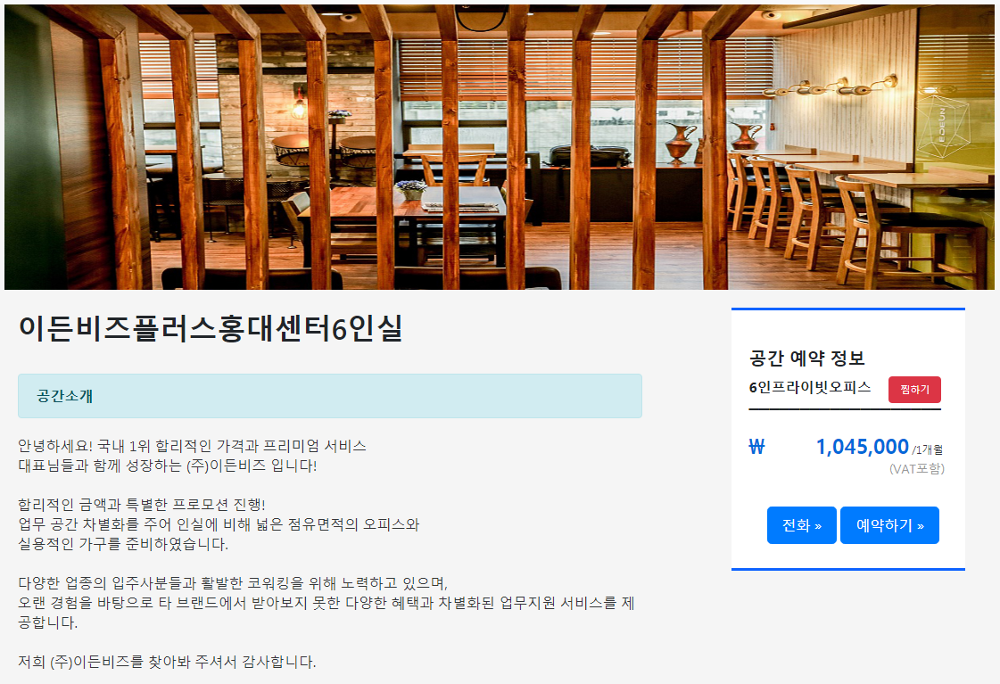 이든비즈플러스홍대센터6인실
공간소개
안녕하세요! 국내 1위 합리적인 가격과 프리미엄 서비스
대표님들과 함께 성장하는 (주)이든비즈 입니다!
합리적인 금액과 특별한 프로모션 진행!
업무 공간 차별화를 주어 인실에 비해 넓은 점유면적의 오피스와
실용적인 가구를 준비하였습니다.
다양한 업종의 입주사분들과 활발한 코워킹을 위해 노력하고 있으며,
오랜 경험을 바탕으로 타 브랜드에서 받아보지 못한 다양한 혜택과 차별화된 업무지원 서비스를 제
공합니다.
저희 (주)이든비즈를 찾아봐 주셔서 감사합니다.
공간 예약 정보
6인프라이빗오피스 찜하기
₩ 1,045,000 /1개월
(VAT포함)
전화 » 예약하기 »